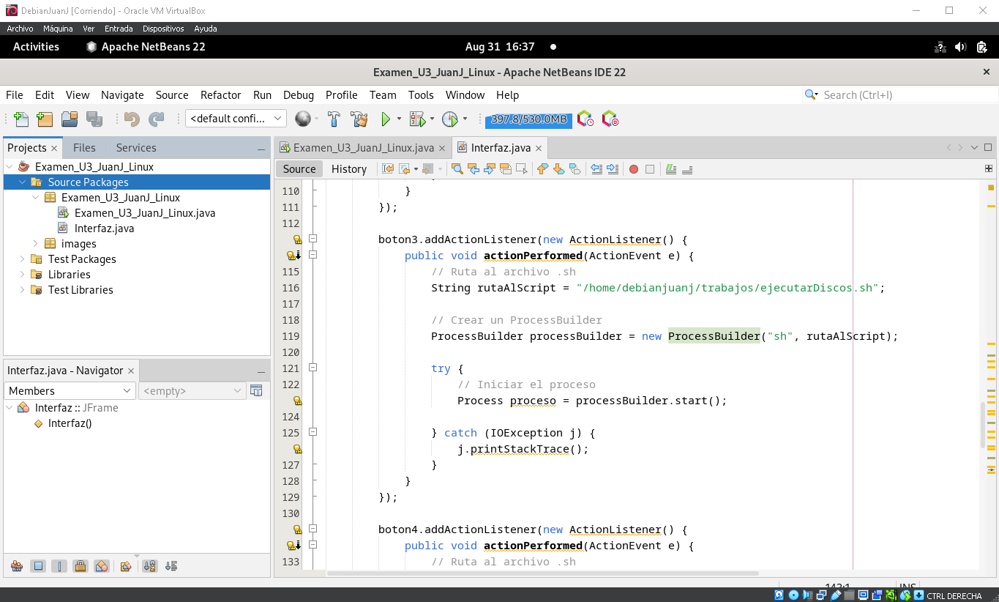 DebianJuanJ [Corriendo] - Oracle VM VirtualBox
Archivo Máquina Ver Entrada Dispositivos Ayuda
Activities Apache NetBeans 22 Aug 31 16:37
Examen_U3_JuanJ_Linux - Apache NetBeans IDE 22
File Edit View Navigate Source Refactor Run Debug Profile Team Tools Window Help Search (Ctrl+I)
<default confi... 397.8/530.0MB
Projects Files Services
Examen_U3_JuanJ_Linux
Source Packages
Examen_U3_JuanJ_Linux
Examen_U3_JuanJ_Linux.java
Interfaz.java
images
Test Packages
Libraries
Test Libraries
Interfaz.java - Navigator
Members <empty>
Interfaz :: JFrame
Interfaz()
Examen_U3_JuanJ_Linux.java Interfaz.java
Source History
110 }
111 });
112
boton3.addActionListener(new ActionListener() {
public void actionPerformed(ActionEvent e) {
115 // Ruta al archivo .sh
116 String rutaAlScript = "/home/debianjuanj/trabajos/ejecutarDiscos.sh";
117
118 // Crear un ProcessBuilder
119 ProcessBuilder processBuilder = new ProcessBuilder("sh", rutaAlScript);
120
121 try {
122 // Iniciar el proceso
Process proceso = processBuilder.start();
124
125 } catch (IOException j) {
j.printStackTrace();
127 }
128 }
129 });
130
boton4.addActionListener(new ActionListener() {
public void actionPerformed(ActionEvent e) {
133 // Ruta al archivo .sh
142:1 INS
CTRL DERECHA